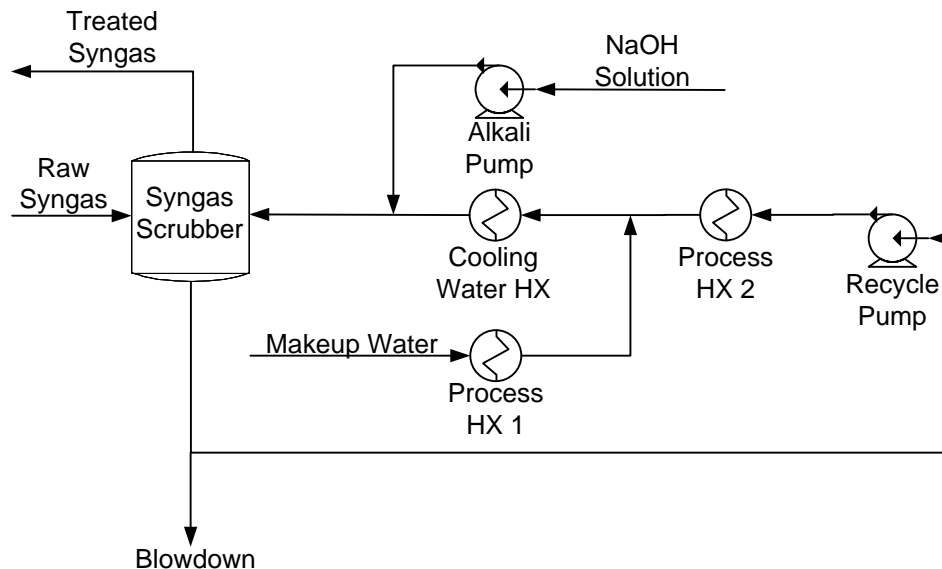 Treated
Syngas
NaOH
Solution
Alkali
Pump
Raw
Syngas
Syngas
Scrubber
Cooling
Water HX
Process
HX 2
Recycle
Pump
Makeup Water
Process
HX 1
Blowdown